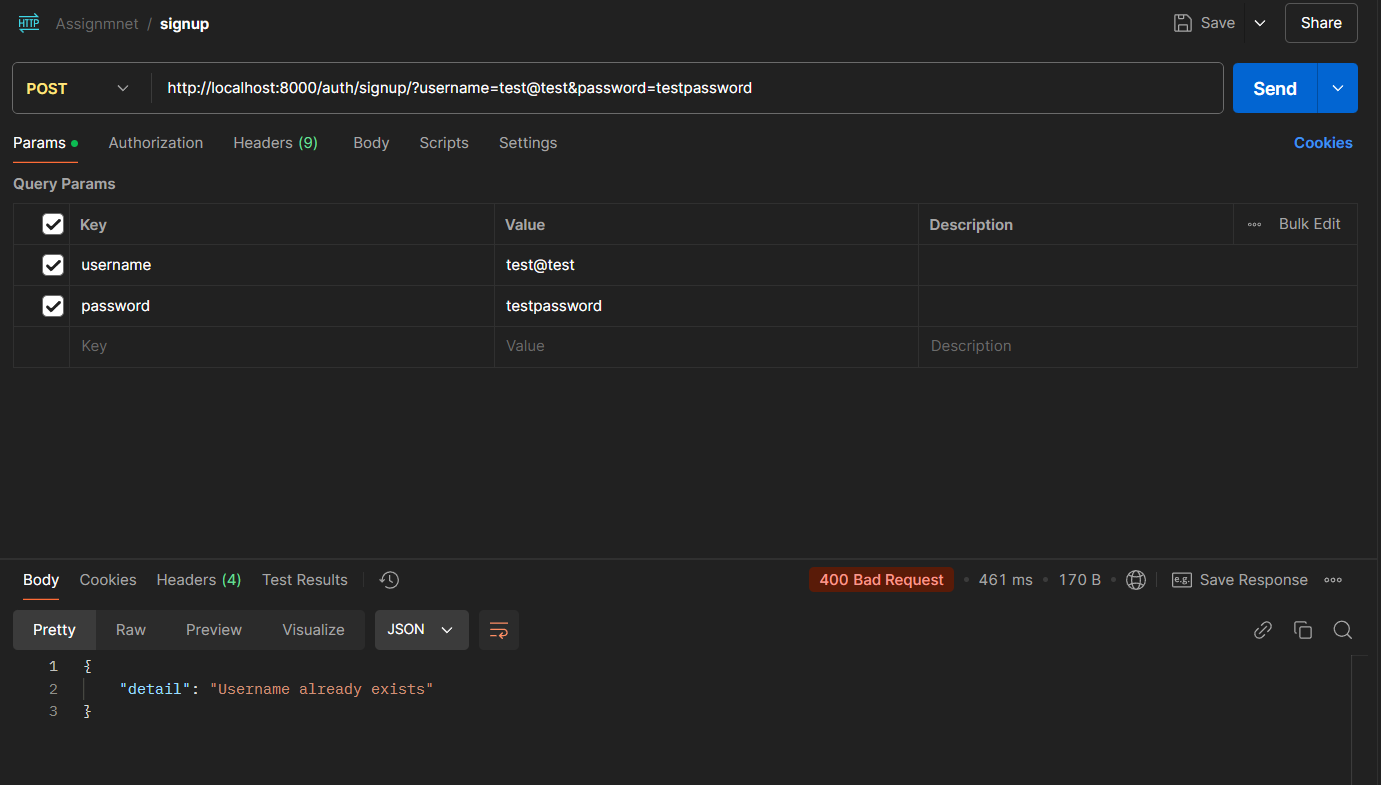 HTTP Assignmnet / signup Save Share
POST http://localhost:8000/auth/signup/?username=test@test&password=testpassword Send
Params Authorization Headers (9) Body Scripts Settings Cookies
Query Params
Key Value Description Bulk Edit
username test@test
password testpassword
Key Value Description
Body Cookies Headers (4) Test Results 400 Bad Request 461 ms 170 B e.g. Save Response
Pretty Raw Preview Visualize JSON
1 {
2 "detail": "Username already exists"
3 }